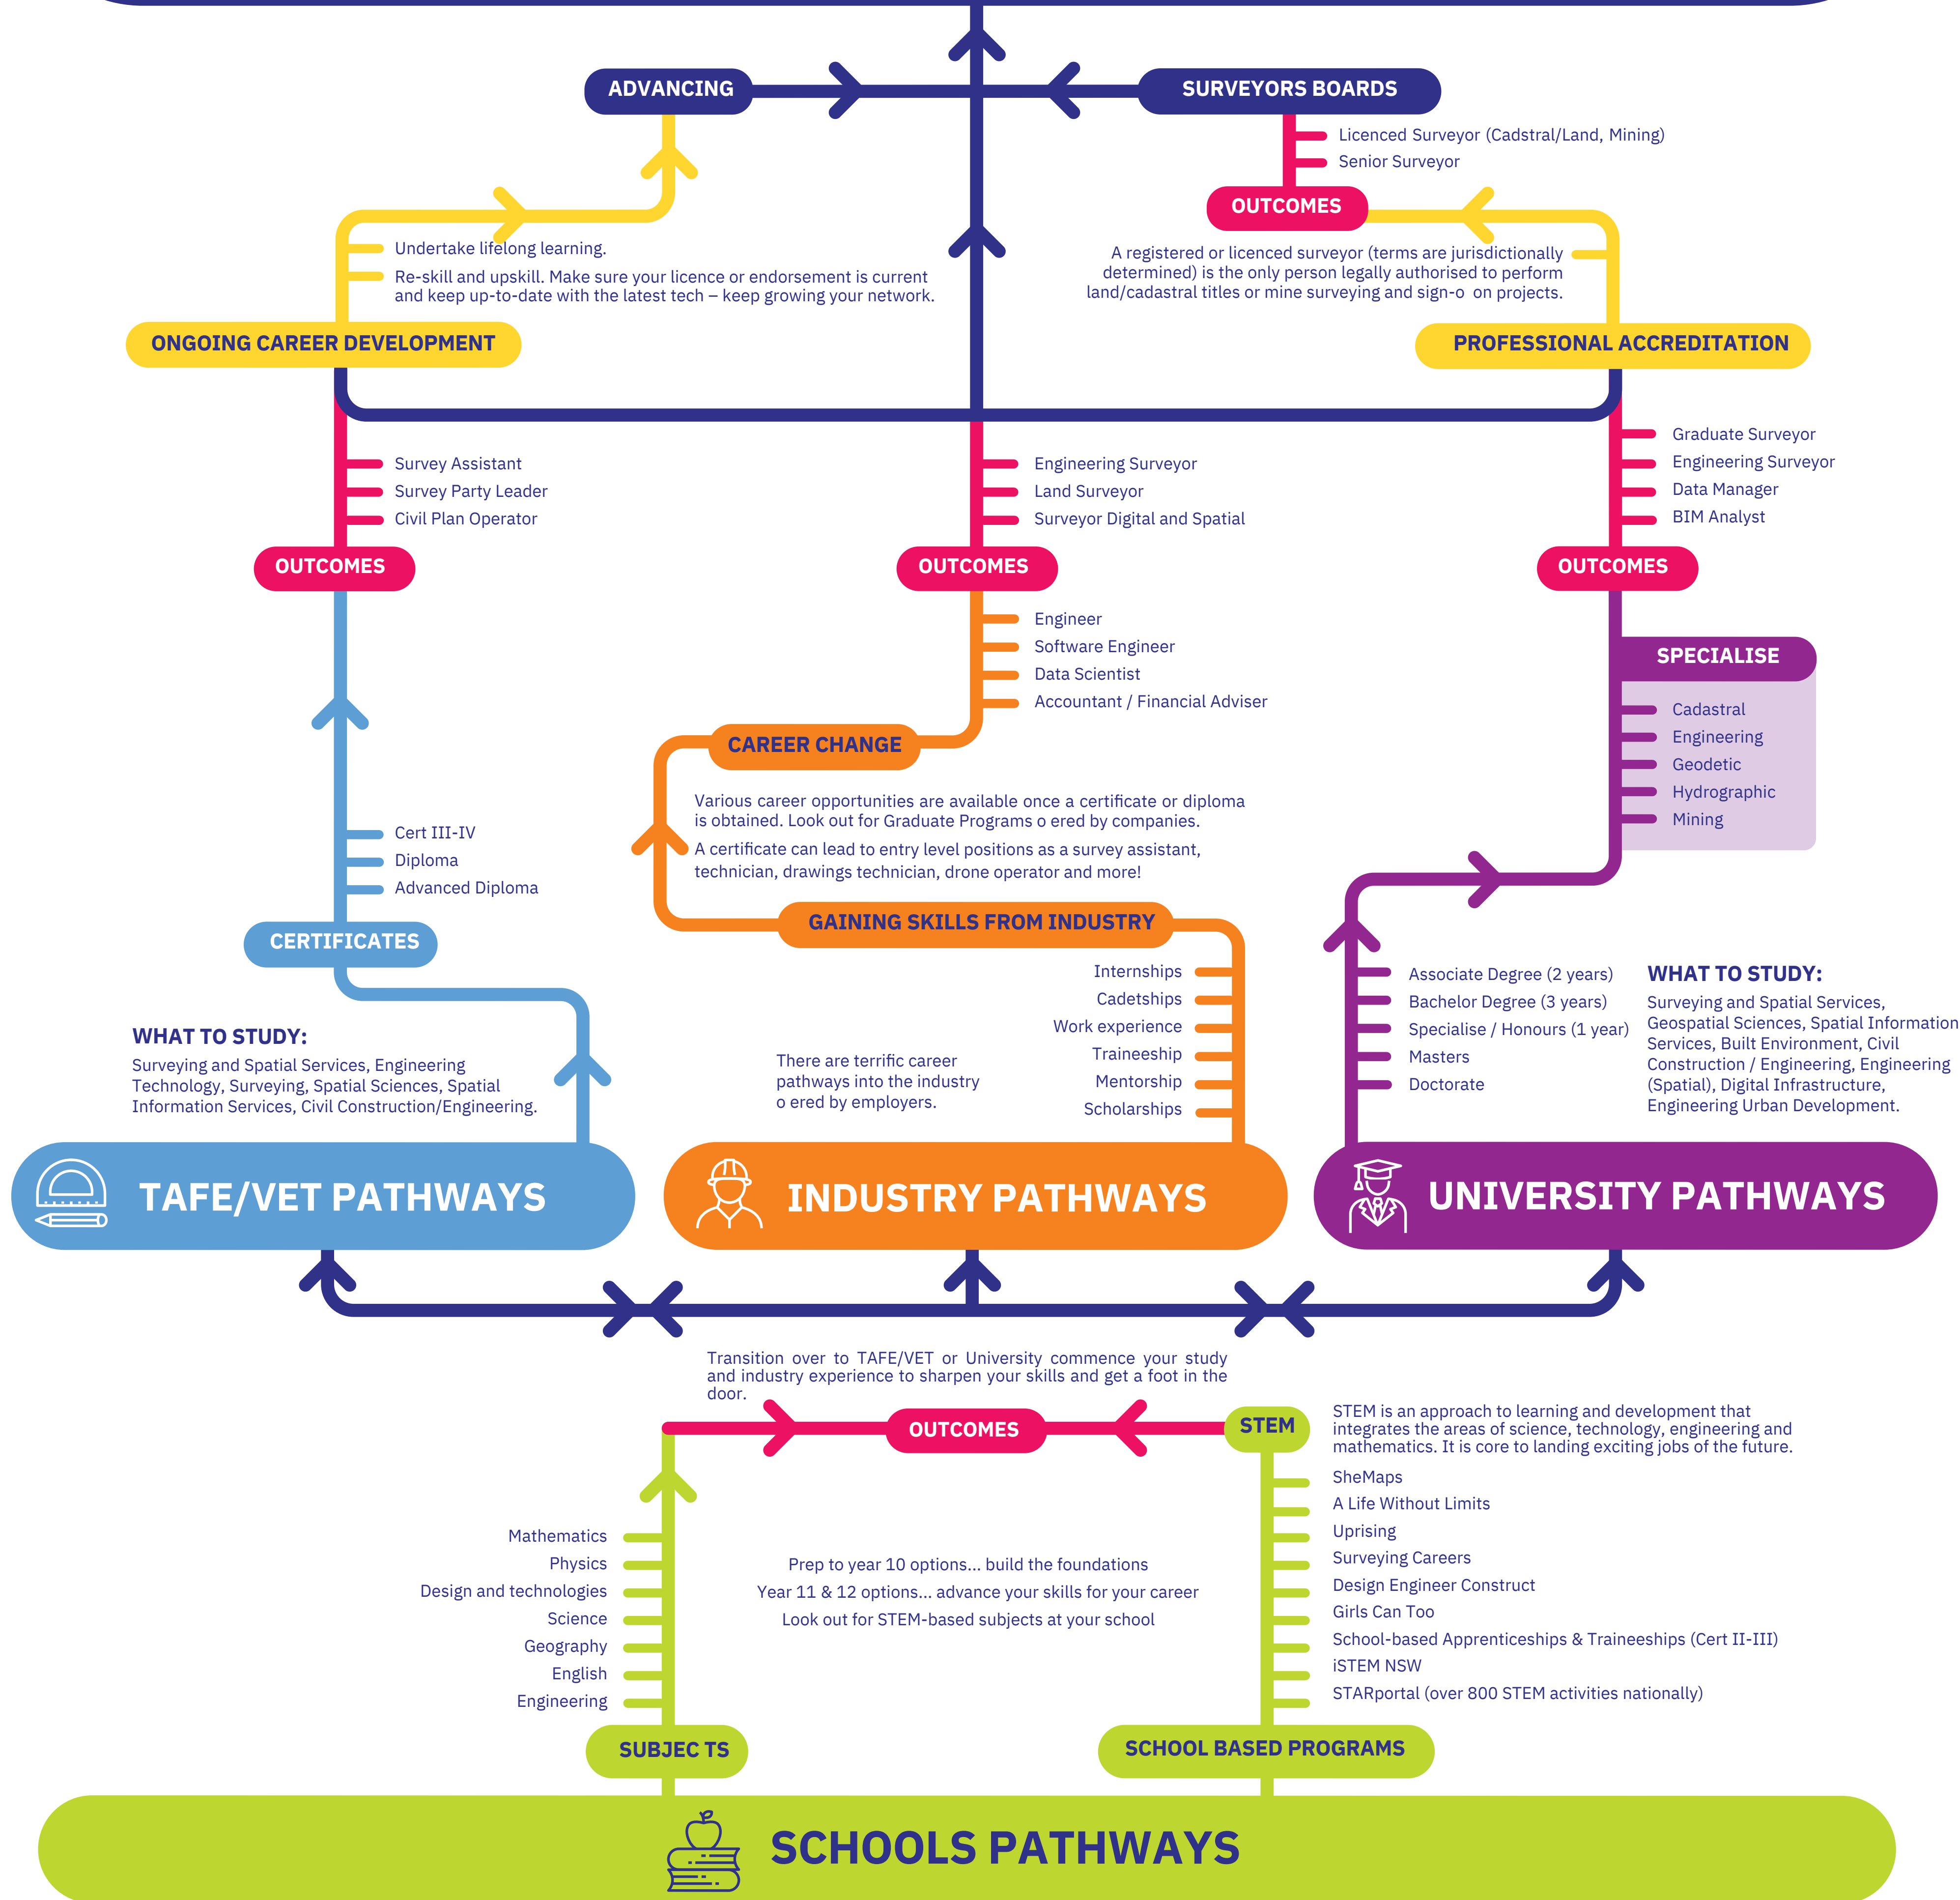 ADVANCING
SURVEYORS BOARDS
Licenced Surveyor (Cadstral/Land, Mining)
Senior Surveyor
OUTCOMES
Undertake lifelong learning.
Re-skill and upskill. Make sure your licence or endorsement is current
and keep up-to-date with the latest tech – keep growing your network.
A registered or licenced surveyor (terms are jurisdictionally
determined) is the only person legally authorised to perform
land/cadastral titles or mine surveying and sign-o  on projects.
ONGOING CAREER DEVELOPMENT
PROFESSIONAL ACCREDITATION
Survey Assistant
Survey Party Leader
Civil Plan Operator
OUTCOMES
Engineering Surveyor
Land Surveyor
Surveyor Digital and Spatial
OUTCOMES
Graduate Surveyor
Engineering Surveyor
Data Manager
BIM Analyst
OUTCOMES
Engineer
Software Engineer
Data Scientist
Accountant / Financial Adviser
CAREER CHANGE
SPECIALISE
Cadastral
Engineering
Geodetic
Hydrographic
Mining
Various career opportunities are available once a certificate or diploma
is obtained. Look out for Graduate Programs o ered by companies.
A certificate can lead to entry level positions as a survey assistant,
technician, drawings technician, drone operator and more!
Cert III-IV
Diploma
Advanced Diploma
CERTIFICATES
GAINING SKILLS FROM INDUSTRY
Internships
Cadetships
Work experience
Traineeship
Mentorship
Scholarships
There are terrific career
pathways into the industry
o ered by employers.
Associate Degree (2 years)
Bachelor Degree (3 years)
Specialise / Honours (1 year)
Masters
Doctorate
WHAT TO STUDY:
Surveying and Spatial Services,
Geospatial Sciences, Spatial Information
Services, Built Environment, Civil
Construction / Engineering, Engineering
(Spatial), Digital Infrastructure,
Engineering Urban Development.
WHAT TO STUDY:
Surveying and Spatial Services, Engineering
Technology, Surveying, Spatial Sciences, Spatial
Information Services, Civil Construction/Engineering.
TAFE/VET PATHWAYS
INDUSTRY PATHWAYS
UNIVERSITY PATHWAYS
Transition over to TAFE/VET or University commence your study
and industry experience to sharpen your skills and get a foot in the
door.
OUTCOMES
STEM
STEM is an approach to learning and development that
integrates the areas of science, technology, engineering and
mathematics. It is core to landing exciting jobs of the future.
SheMaps
A Life Without Limits
Uprising
Surveying Careers
Design Engineer Construct
Girls Can Too
School-based Apprenticeships & Traineeships (Cert II-III)
iSTEM NSW
STARportal (over 800 STEM activities nationally)
Mathematics
Physics
Design and technologies
Science
Geography
English
Engineering
Prep to year 10 options... build the foundations
Year 11 & 12 options... advance your skills for your career
Look out for STEM-based subjects at your school
SUBJEC TS
SCHOOL BASED PROGRAMS
SCHOOLS PATHWAYS